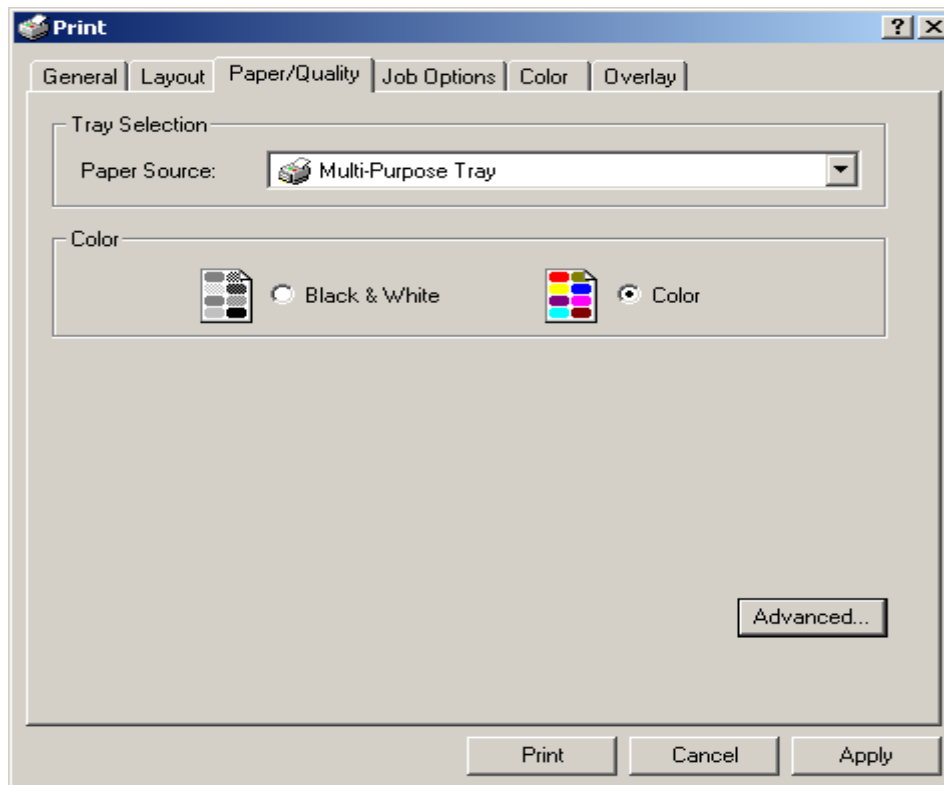 Print
General Layout Paper/Quality Job Options Color Overlay
Tray Selection
Paper Source: Multi-Purpose Tray
Color
Black & White Color
Advanced...
Print Cancel Apply